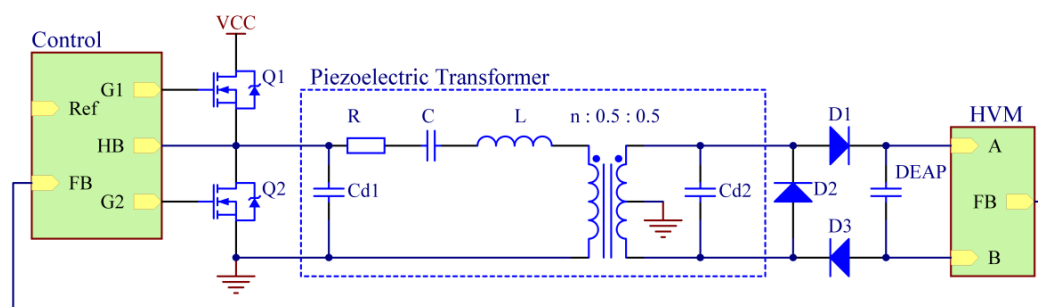 VCC
Control
G1
Q1
Ref
HB
FB
G2
Q2
Piezoelectric Transformer
R
C
L
n : 0.5 : 0.5
Cd1
Cd2
D1
D2
D3
DEAP
HVM
A
FB
B